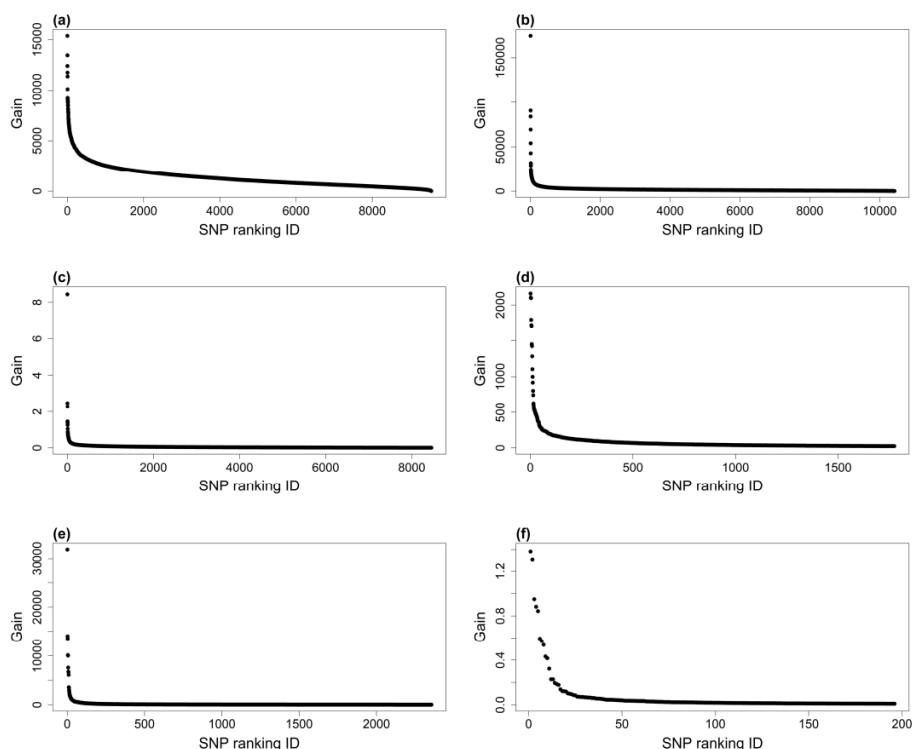 (a)
Gain
0 5000 10000 15000
0 2000 4000 6000 8000
SNP ranking ID
(b)
Gain
0 50000 150000
0 2000 4000 6000 8000 10000
SNP ranking ID
(c)
Gain
0 2 4 6 8
0 2000 4000 6000 8000
SNP ranking ID
(d)
Gain
0 500 1000 2000
0 500 1000 1500
SNP ranking ID
(e)
Gain
0 10000 20000 30000
0 500 1000 1500 2000
SNP ranking ID
(f)
Gain
0.0 0.4 0.8 1.2
0 50 100 150 200
SNP ranking ID